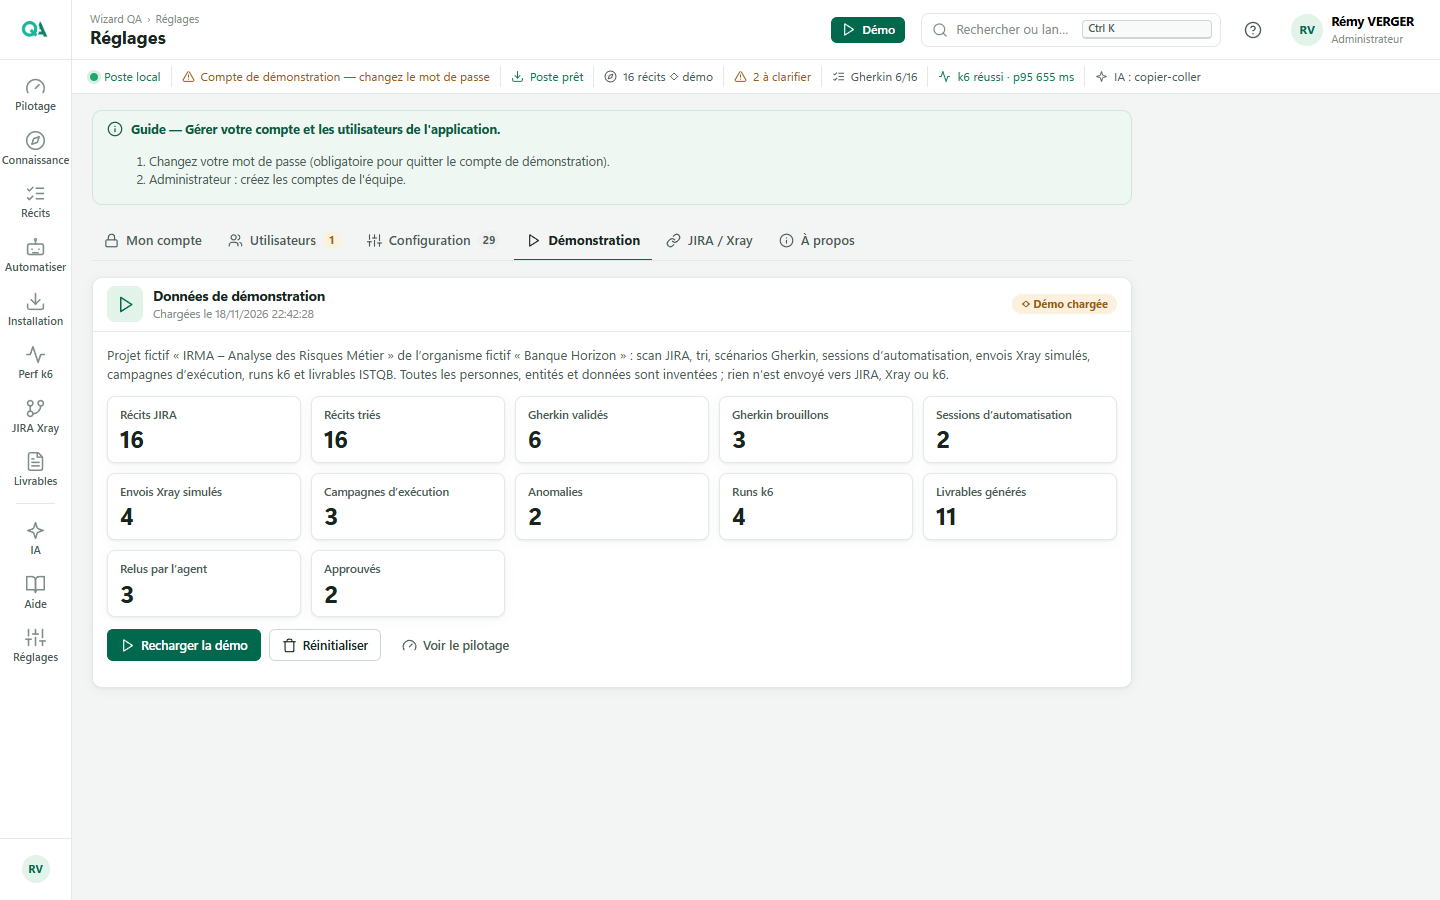 QA
Wizard QA › Réglages
Réglages
Démo
Rechercher ou lan...
Ctrl K
RV
Rémy VERGER
Administrateur
Poste local
Compte de démonstration — changez le mot de passe
Poste prêt
16 récits ◇ démo
2 à clarifier
Gherkin 6/16
k6 réussi · p95 655 ms
IA : copier-coller
Pilotage
Connaissance
Récits
Automatiser
Installation
Perf k6
JIRA Xray
Livrables
IA
Aide
Réglages
RV
Guide — Gérer votre compte et les utilisateurs de l'application.
1. Changez votre mot de passe (obligatoire pour quitter le compte de démonstration).
2. Administrateur : créez les comptes de l'équipe.
Mon compte
Utilisateurs 1
Configuration 29
Démonstration
JIRA / Xray
À propos
Données de démonstration
Chargées le 18/11/2026 22:42:28
◇ Démo chargée
Projet fictif « IRMA – Analyse des Risques Métier » de l’organisme fictif « Banque Horizon » : scan JIRA, tri, scénarios Gherkin, sessions d’automatisation, envois Xray simulés,
campagnes d’exécution, runs k6 et livrables ISTQB. Toutes les personnes, entités et données sont inventées ; rien n’est envoyé vers JIRA, Xray ou k6.
Récits JIRA
16
Récits triés
16
Gherkin validés
6
Gherkin brouillons
3
Sessions d’automatisation
2
Envois Xray simulés
4
Campagnes d’exécution
3
Anomalies
2
Runs k6
4
Livrables générés
11
Relus par l’agent
3
Approuvés
2
Recharger la démo
Réinitialiser
Voir le pilotage